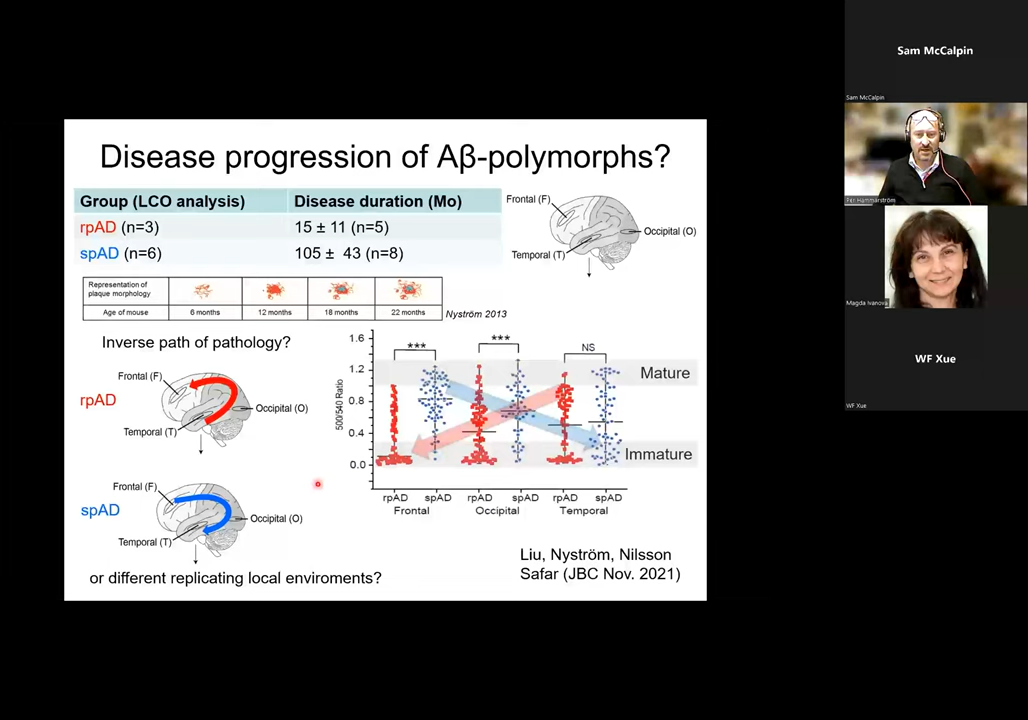 Disease progression of Aβ-polymorphs?
Group (LCO analysis) Disease duration (Mo)
rpAD (n=3) 15 ± 11 (n=5)
spAD (n=6) 105 ± 43 (n=8)
Frontal (F)
Occipital (O)
Temporal (T)
Representation of
plaque morphology
Age of mouse 6 months 12 months 18 months 22 months
Nyström 2013
Inverse path of pathology?
rpAD
Frontal (F)
Occipital (O)
Temporal (T)
spAD
Frontal (F)
Occipital (O)
Temporal (T)
or different replicating local enviroments?
500/540 Ratio
1.6
1.2
0.8
0.4
0.0
*** *** NS
Mature
Immature
rpAD spAD rpAD spAD rpAD spAD
Frontal Occipital Temporal
Liu, Nyström, Nilsson
Safar (JBC Nov. 2021)
Sam McCalpin
Sam McCalpin
Per Hammarström
Magda Ivanova
WF Xue
WF Xue